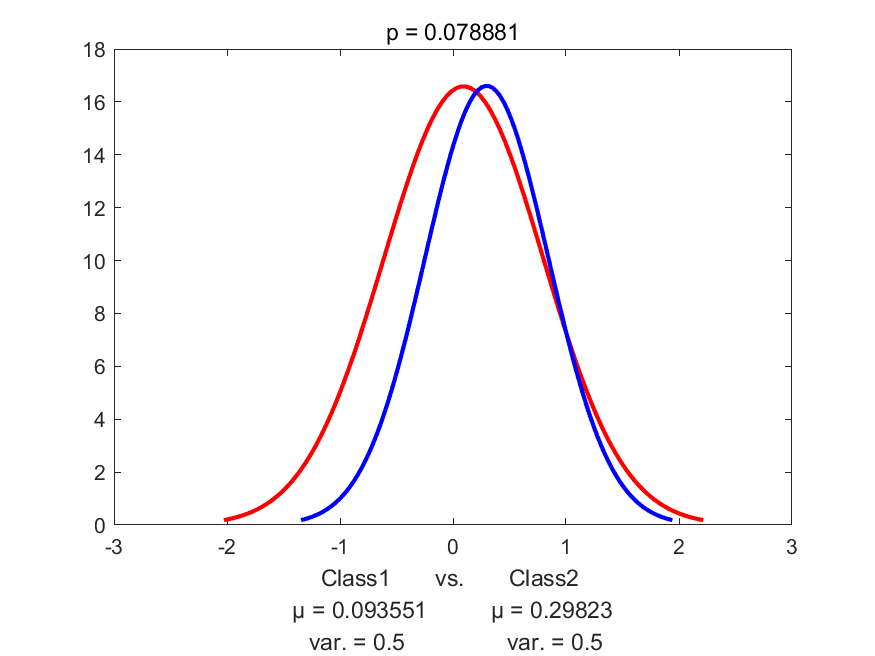 p = 0.078881
18
16
14
12
10
8
6
4
2
0
-3 -2 -1 0 1 2 3
Class1 vs. Class2
μ = 0.093551 μ = 0.29823
var. = 0.5 var. = 0.5